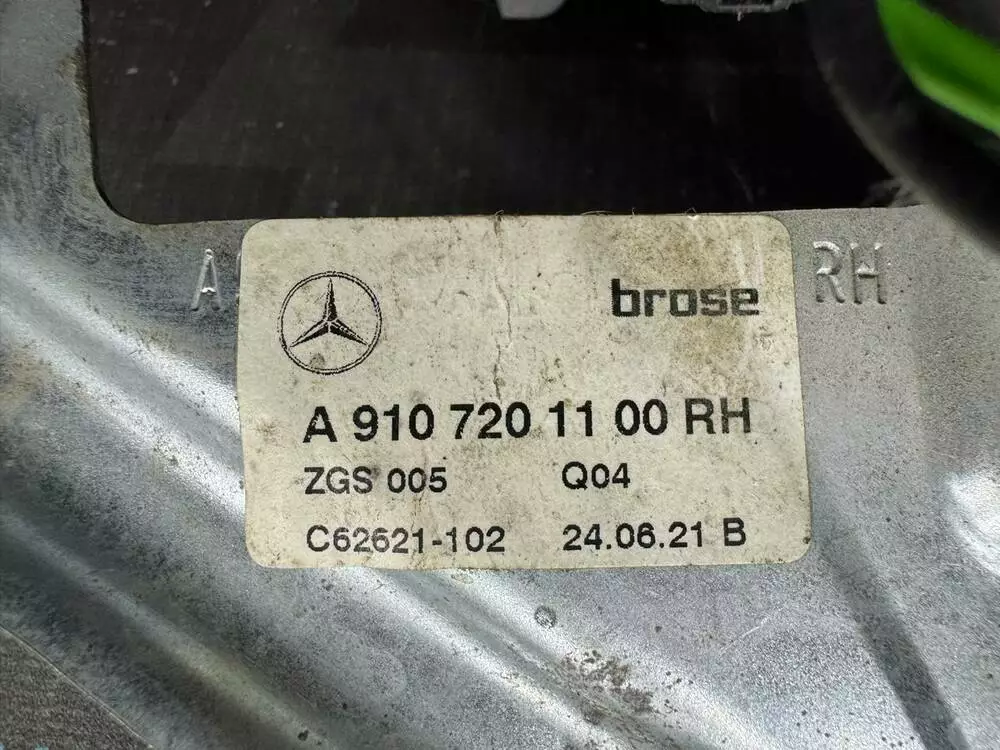 A
RH
brose
A 910 720 11 00 RH
ZGS 005 Q04
C62621-102 24.06.21 B